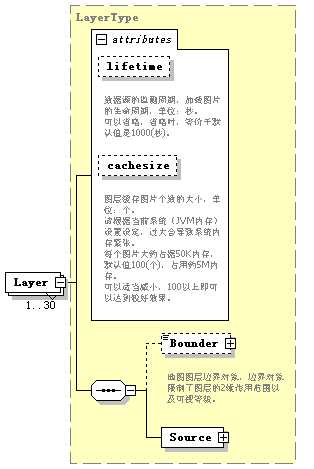 LayerType
attributes
lifetime
数据源的监测周期，加载图片
的生命周期，单位：秒。
可以省略，省略时，等价于默
认值是1000(秒)。
cachesize
图层缓存图片个数的大小，单
位：个。
请根据当前系统（JVM内存）
设置设定，过大会导致系统内
存紧张。
每个图片大约占据50K内存，
默认值100(个)，占用约5M内
存。
可以适当减小，100以上即可
以达到较好效果。
Layer
1..30
Bounder
地图图层边界对象，边界对象
限制了图层的2维作用范围以
及可视等级。
Source